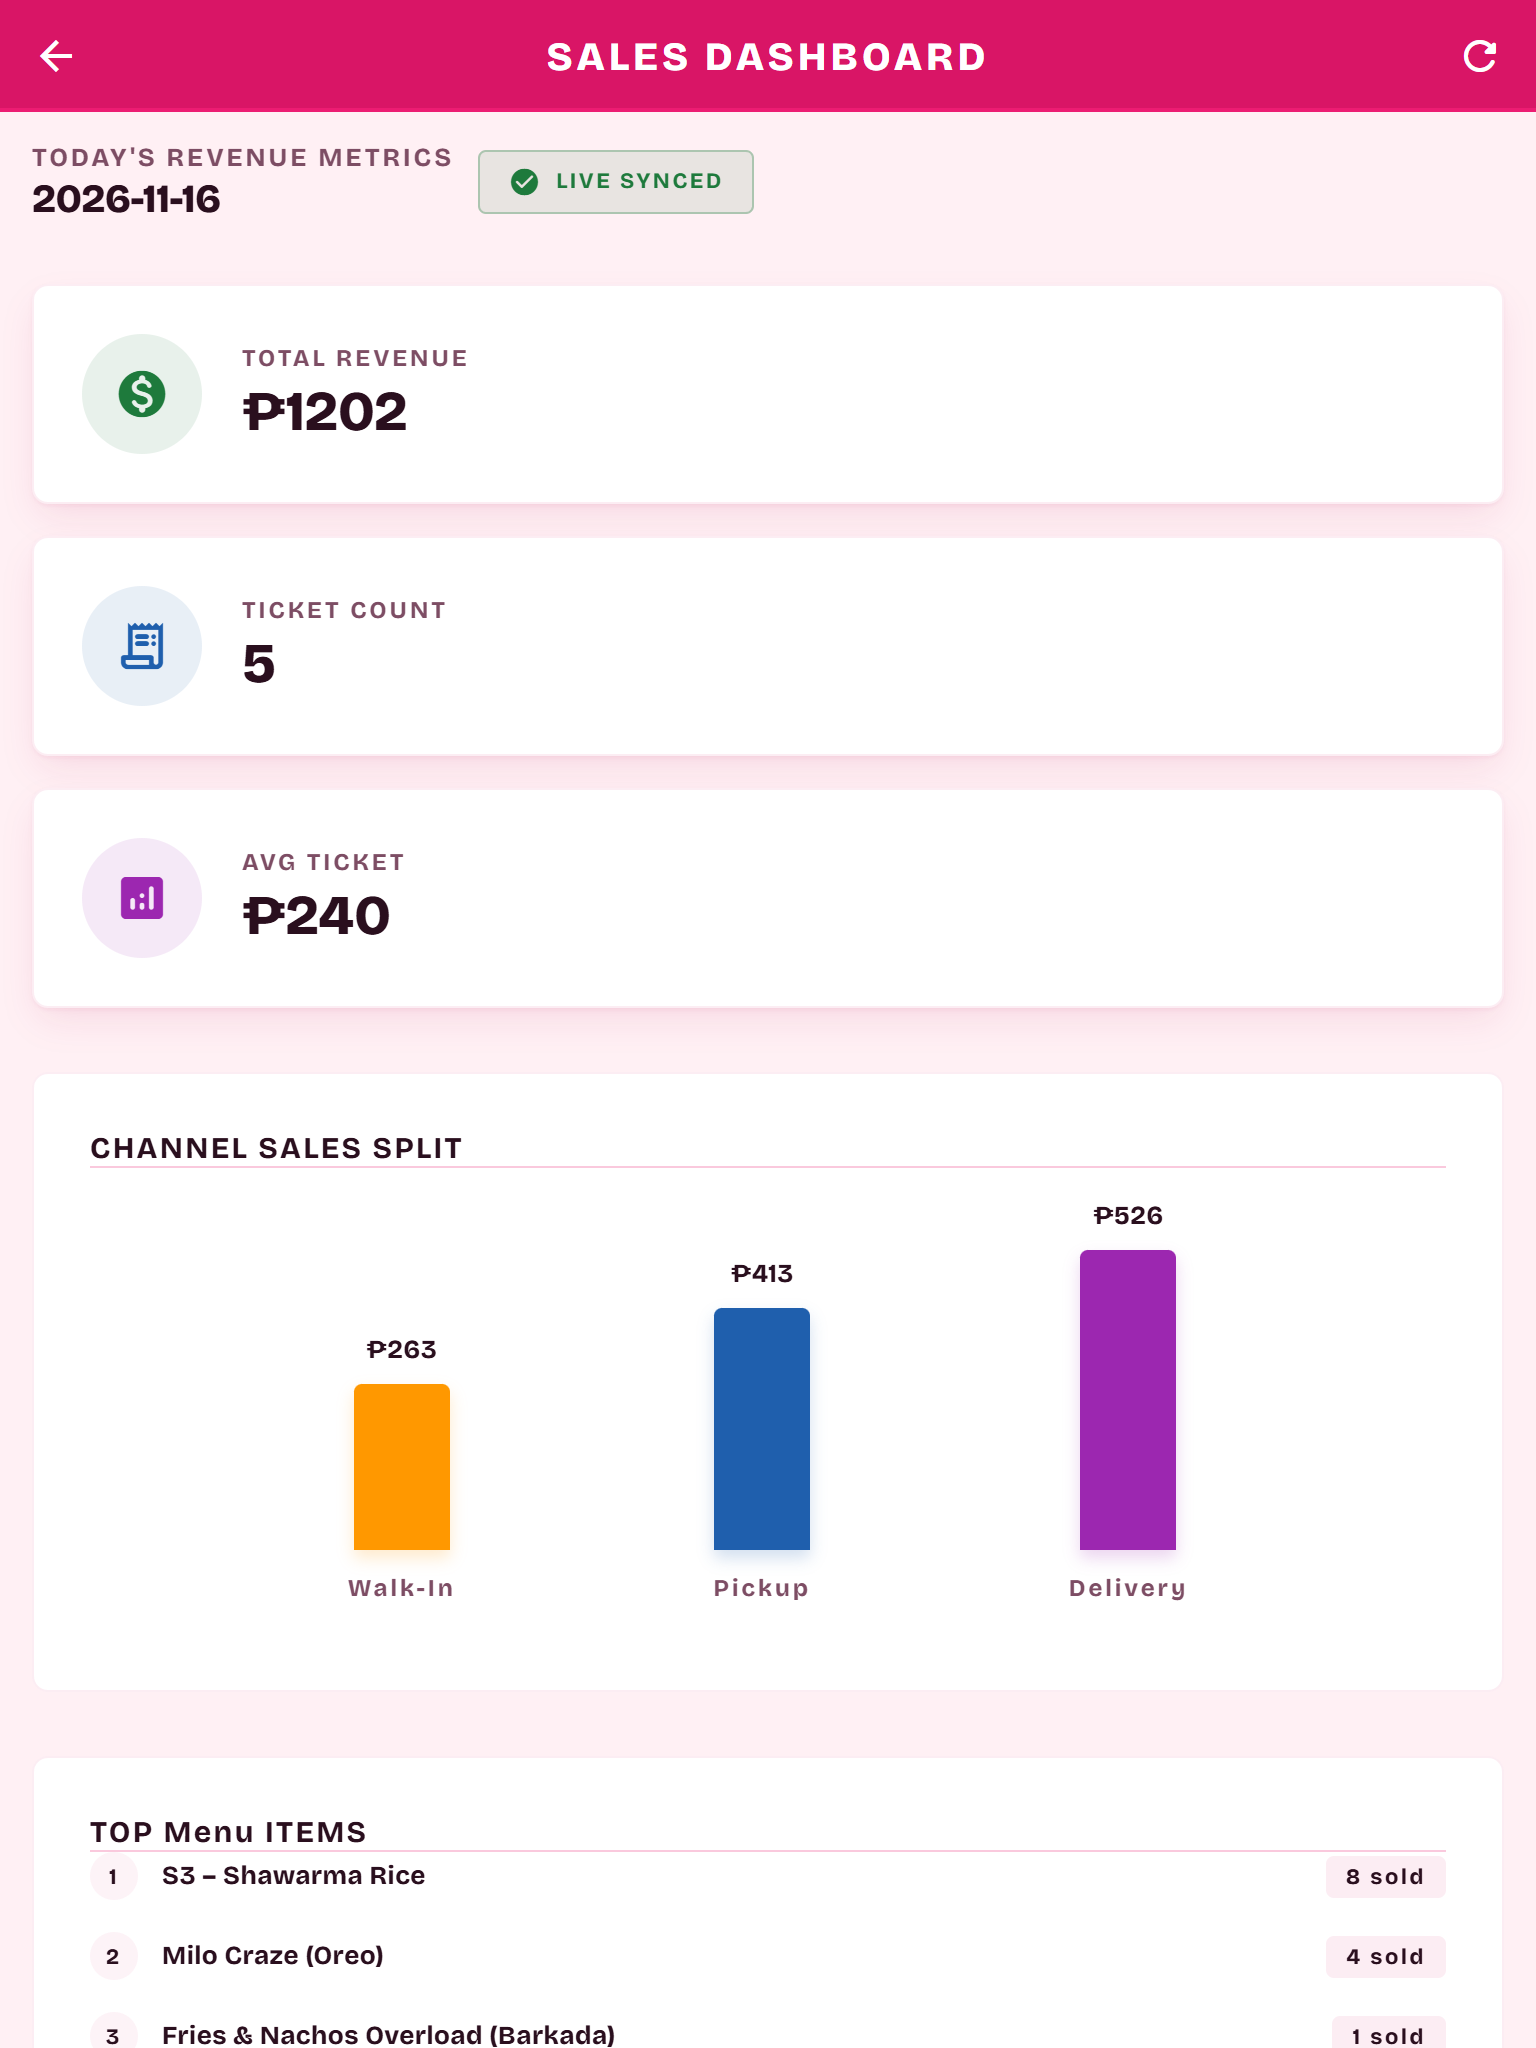 SALES DASHBOARD
TODAY'S REVENUE METRICS
2026-11-16
LIVE SYNCED
TOTAL REVENUE
₱1202
TICKET COUNT
5
AVG TICKET
₱240
CHANNEL SALES SPLIT
₱263
₱413
₱526
Walk-In
Pickup
Delivery
TOP Menu ITEMS
1 S3 – Shawarma Rice 8 sold
2 Milo Craze (Oreo) 4 sold
3 Fries & Nachos Overload (Barkada) 1 sold